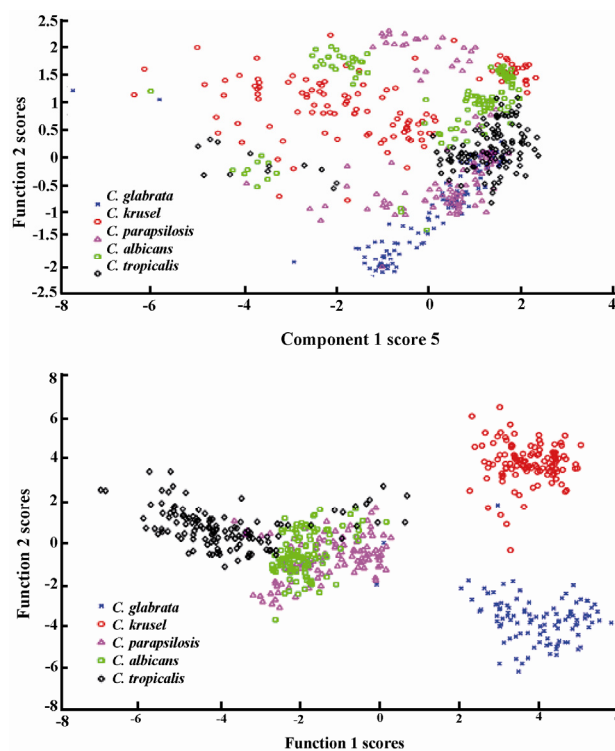 2.5
2
1.5
1
0.5
0
-0.5
-1
-1.5
-2
2.5
Function 2 scores
C. glabrata
C. krusel
C. parapsilosis
C. albicans
C. tropicalis
-8 -6 -4 -2 0 2 4
Component 1 score 5
8
6
4
2
0
-2
-4
-6
-8
Function 2 scores
C. glabrata
C. krusel
C. parapsilosis
C. albicans
C. tropicalis
-8 -6 -4 -2 0 2 4 6
Function 1 scores